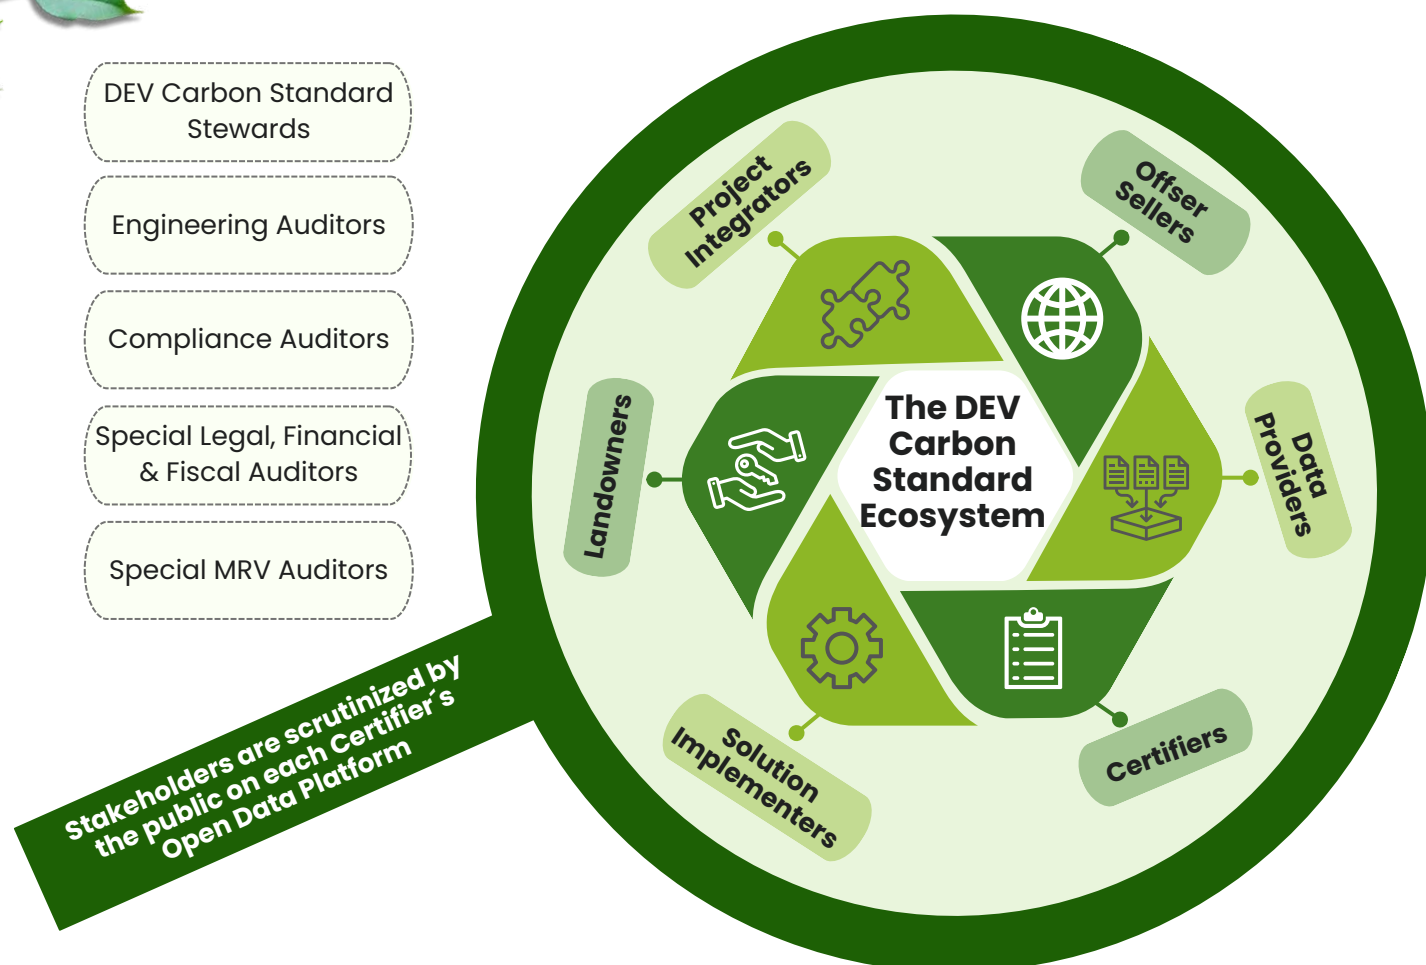 DEV Carbon Standard
Stewards
Engineering Auditors
Compliance Auditors
Special Legal, Financial
& Fiscal Auditors
Special MRV Auditors
Stakeholders are scrutinized by
the public on each Certifier´s
Open Data Platform
Project
Integrators
Offser
Sellers
Landowners
The DEV
Carbon
Standard
Ecosystem
Data
Providers
Solution
Implementers
Certifiers